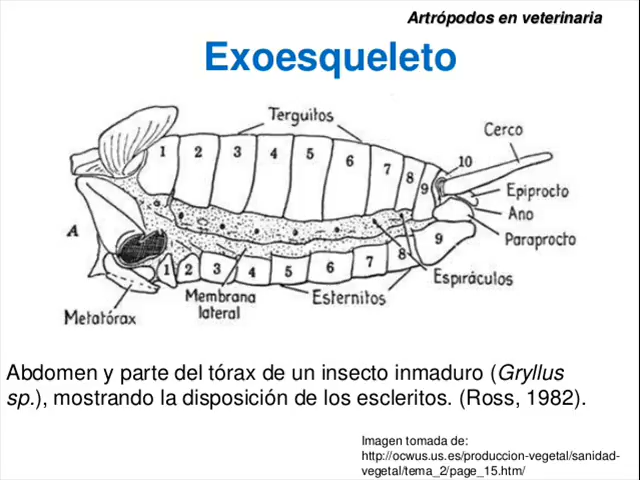 Artrópodos en veterinaria
Exoesqueleto
Terguitos
Cerco
1 2 3 4 5 6 7 8 9 10
Epiprocto
Ano
Paraprocto
A
9
1 2 3 4 5 6 7 8
Espiráculos
Membrana
lateral
Esternitos
Metatórax
Abdomen y parte del tórax de un insecto inmaduro (Gryllus
sp.), mostrando la disposición de los escleritos. (Ross, 1982).
Imagen tomada de:
http://ocwus.us.es/produccion-vegetal/sanidad-
vegetal/tema_2/page_15.htm/